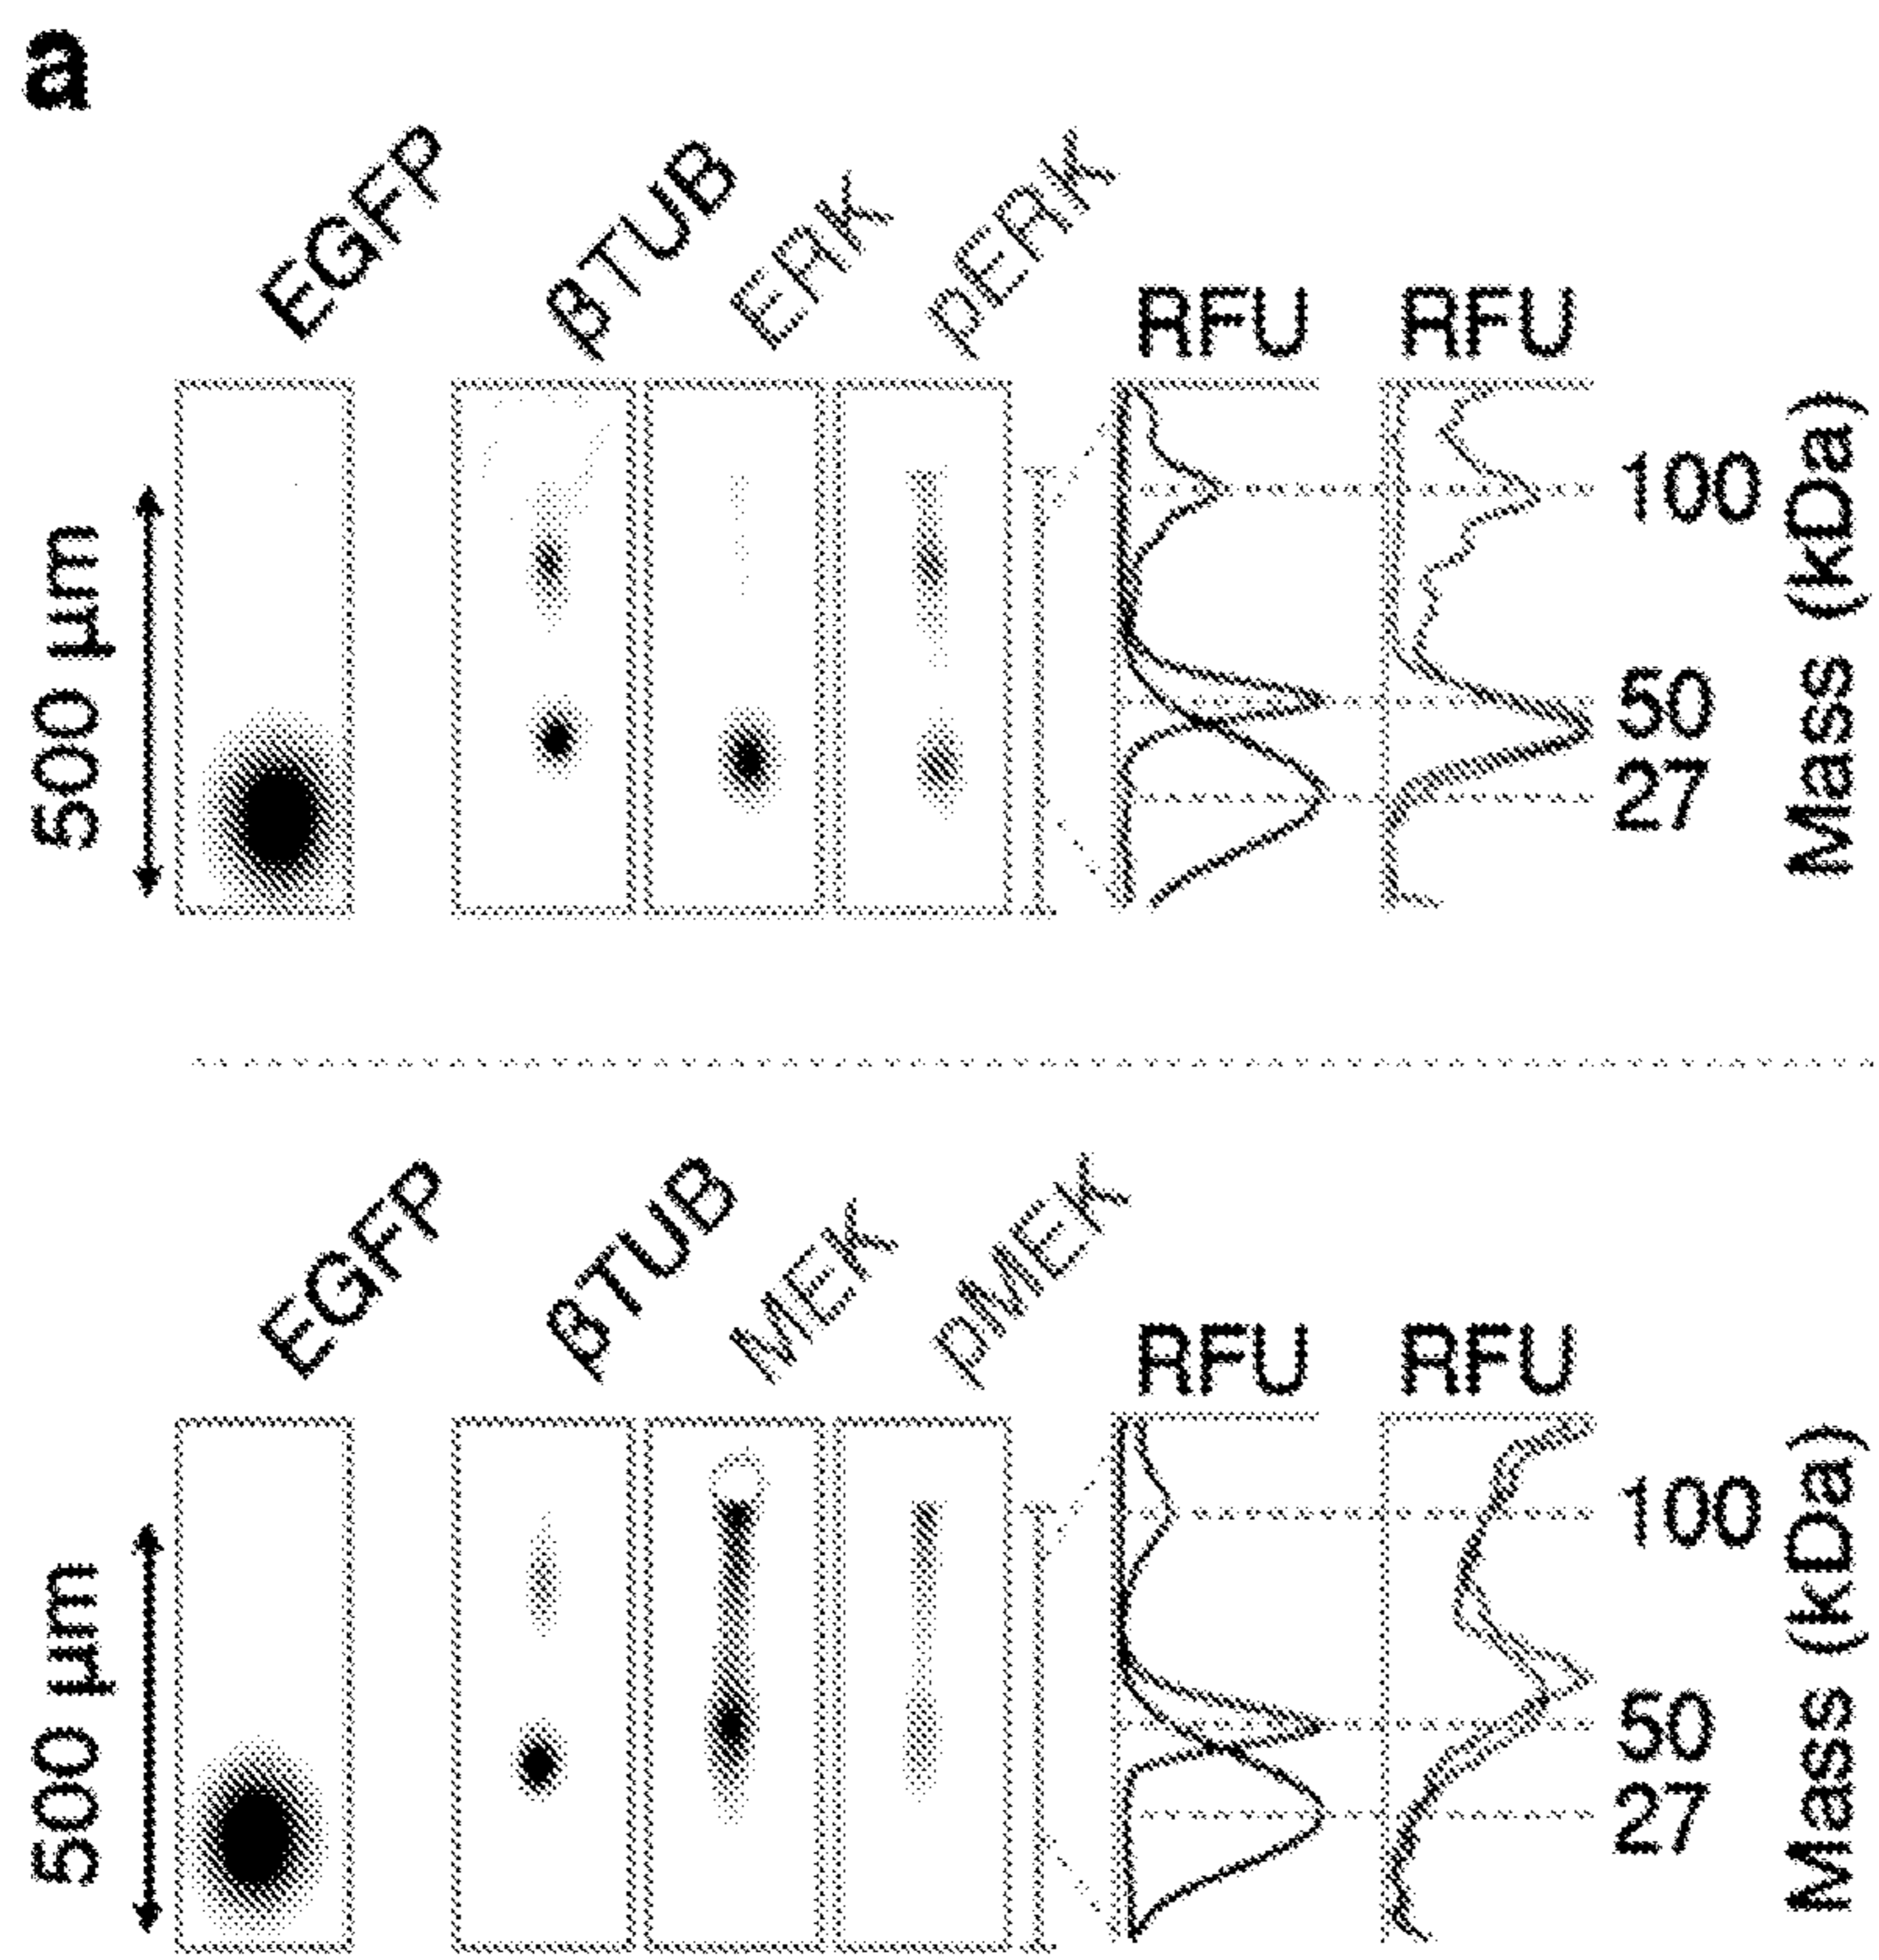 a
EGFP
βTUB
ERK
pERK
RFU
RFU
500 μm
100
50
27
Mass (kDa)
EGFP
βTUB
MEK
pMEK
RFU
RFU
500 μm
100
50
27
Mass (kDa)